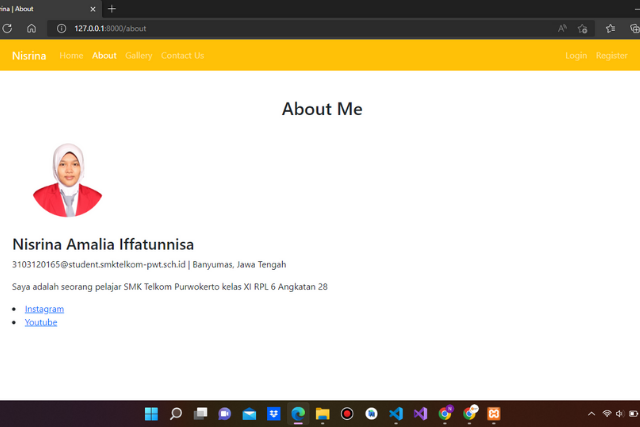 rina | About
127.0.0.1:8000/about
Nisrina Home About Gallery Contact Us Login Register
About Me
Nisrina Amalia Iffatunnisa
3103120165@student.smktelkom-pwt.sch.id | Banyumas, Jawa Tengah
Saya adalah seorang pelajar SMK Telkom Purwokerto kelas XI RPL 6 Angkatan 28
Instagram
Youtube